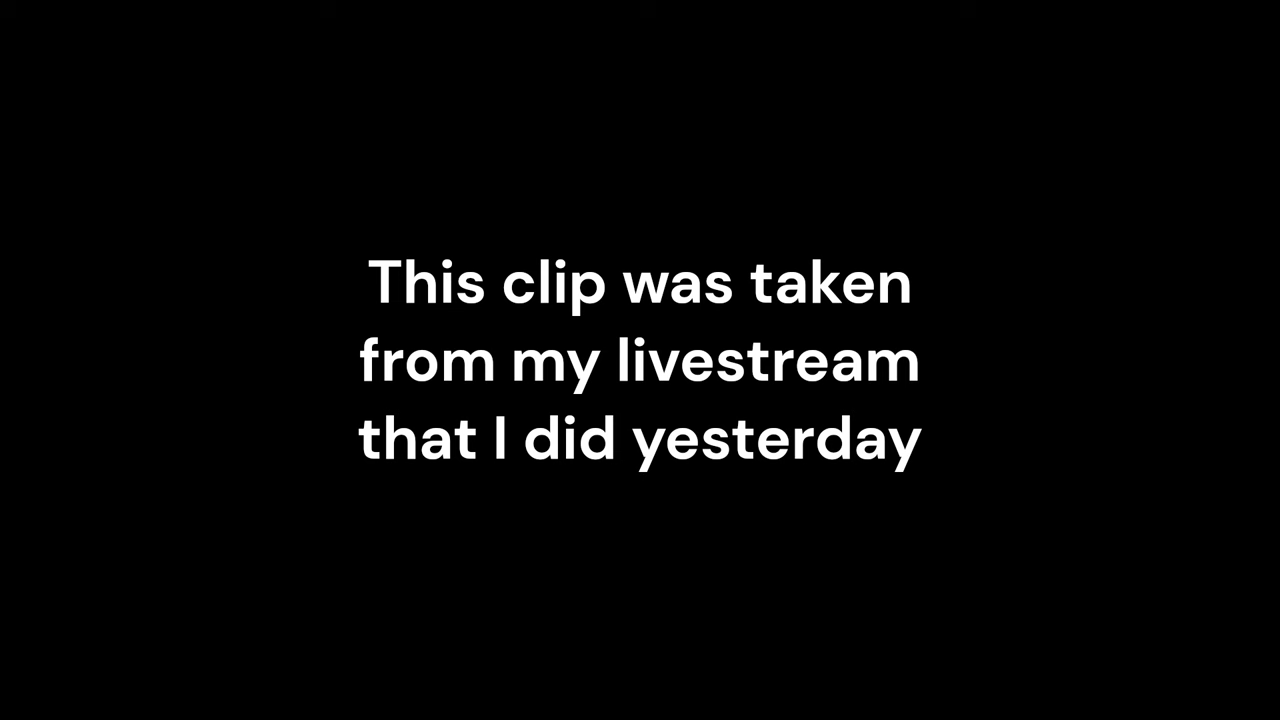 This clip was taken
from my livestream
that I did yesterday